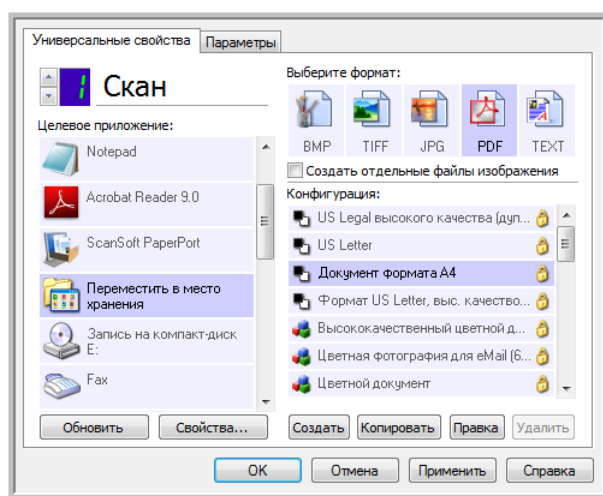 Универсальные свойства
Параметры
1 Скан
Целевое приложение:
Notepad
Acrobat Reader 9.0
ScanSoft PaperPort
Переместить в место
хранения
Запись на компакт-диск
E:
Fax
Обновить
Свойства...
Выберите формат:
BMP
TIFF
JPG
PDF
TEXT
Создать отдельные файлы изображения
Конфигурация:
US Legal высокого качества (дуп...
US Letter
Документ формата A4
Формат US Letter, выс. качество...
Высококачественный цветной д...
Цветная фотография для eMail (6...
Цветной документ
Создать
Копировать
Правка
Удалить
OK
Отмена
Применить
Справка